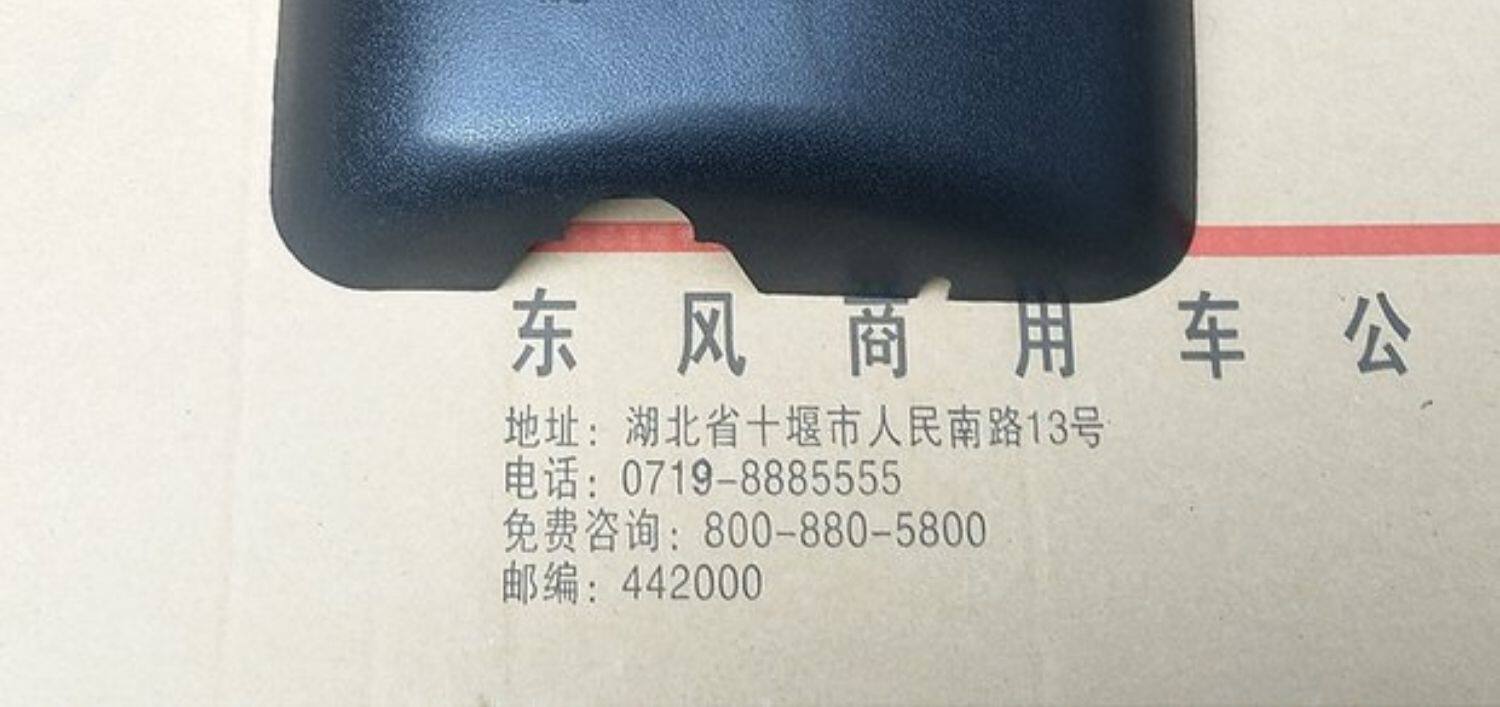 东风商用车公
地址：湖北省十堰市人民南路13号
电话：0719-8885555
免费咨询：800-880-5800
邮编：442000